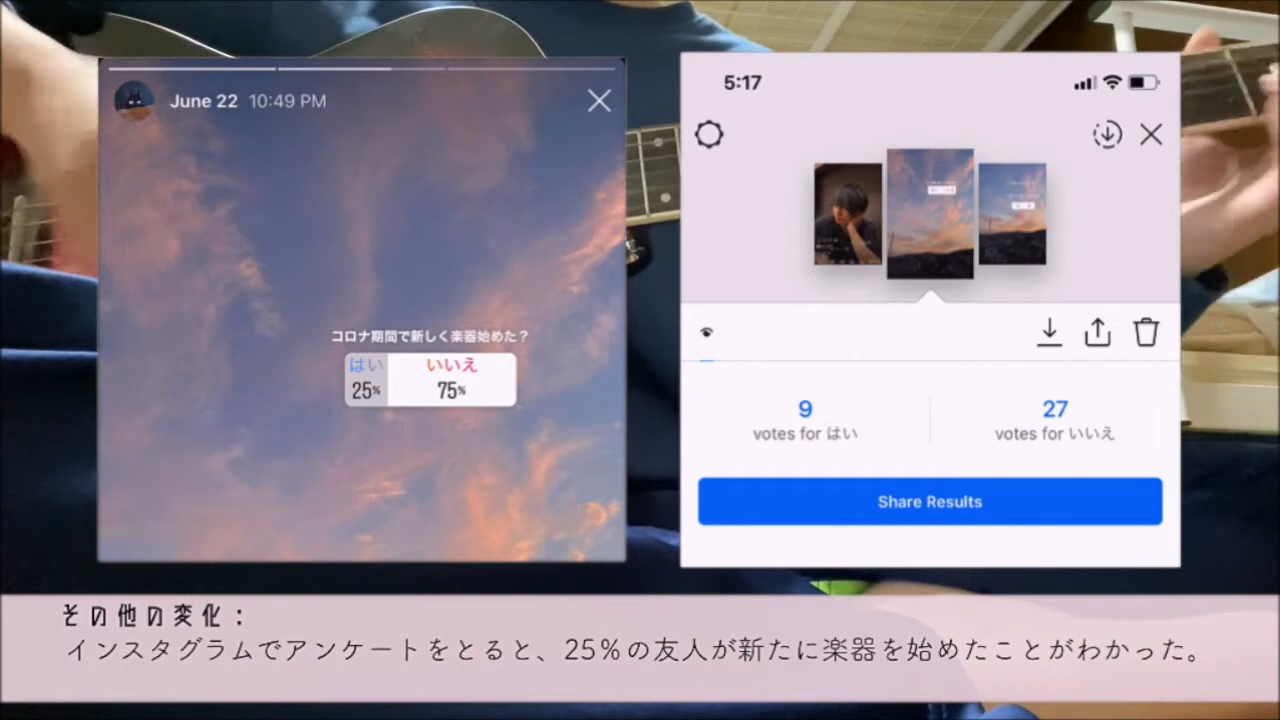 June 22 10:49 PM
コロナ期間で新しく楽器始めた？
はい いいえ
25% 75%
5:17
9 27
votes for はい votes for いいえ
Share Results
その他の変化：
インスタグラムでアンケートをとると、25%の友人が新たに楽器を始めたことがわかった。